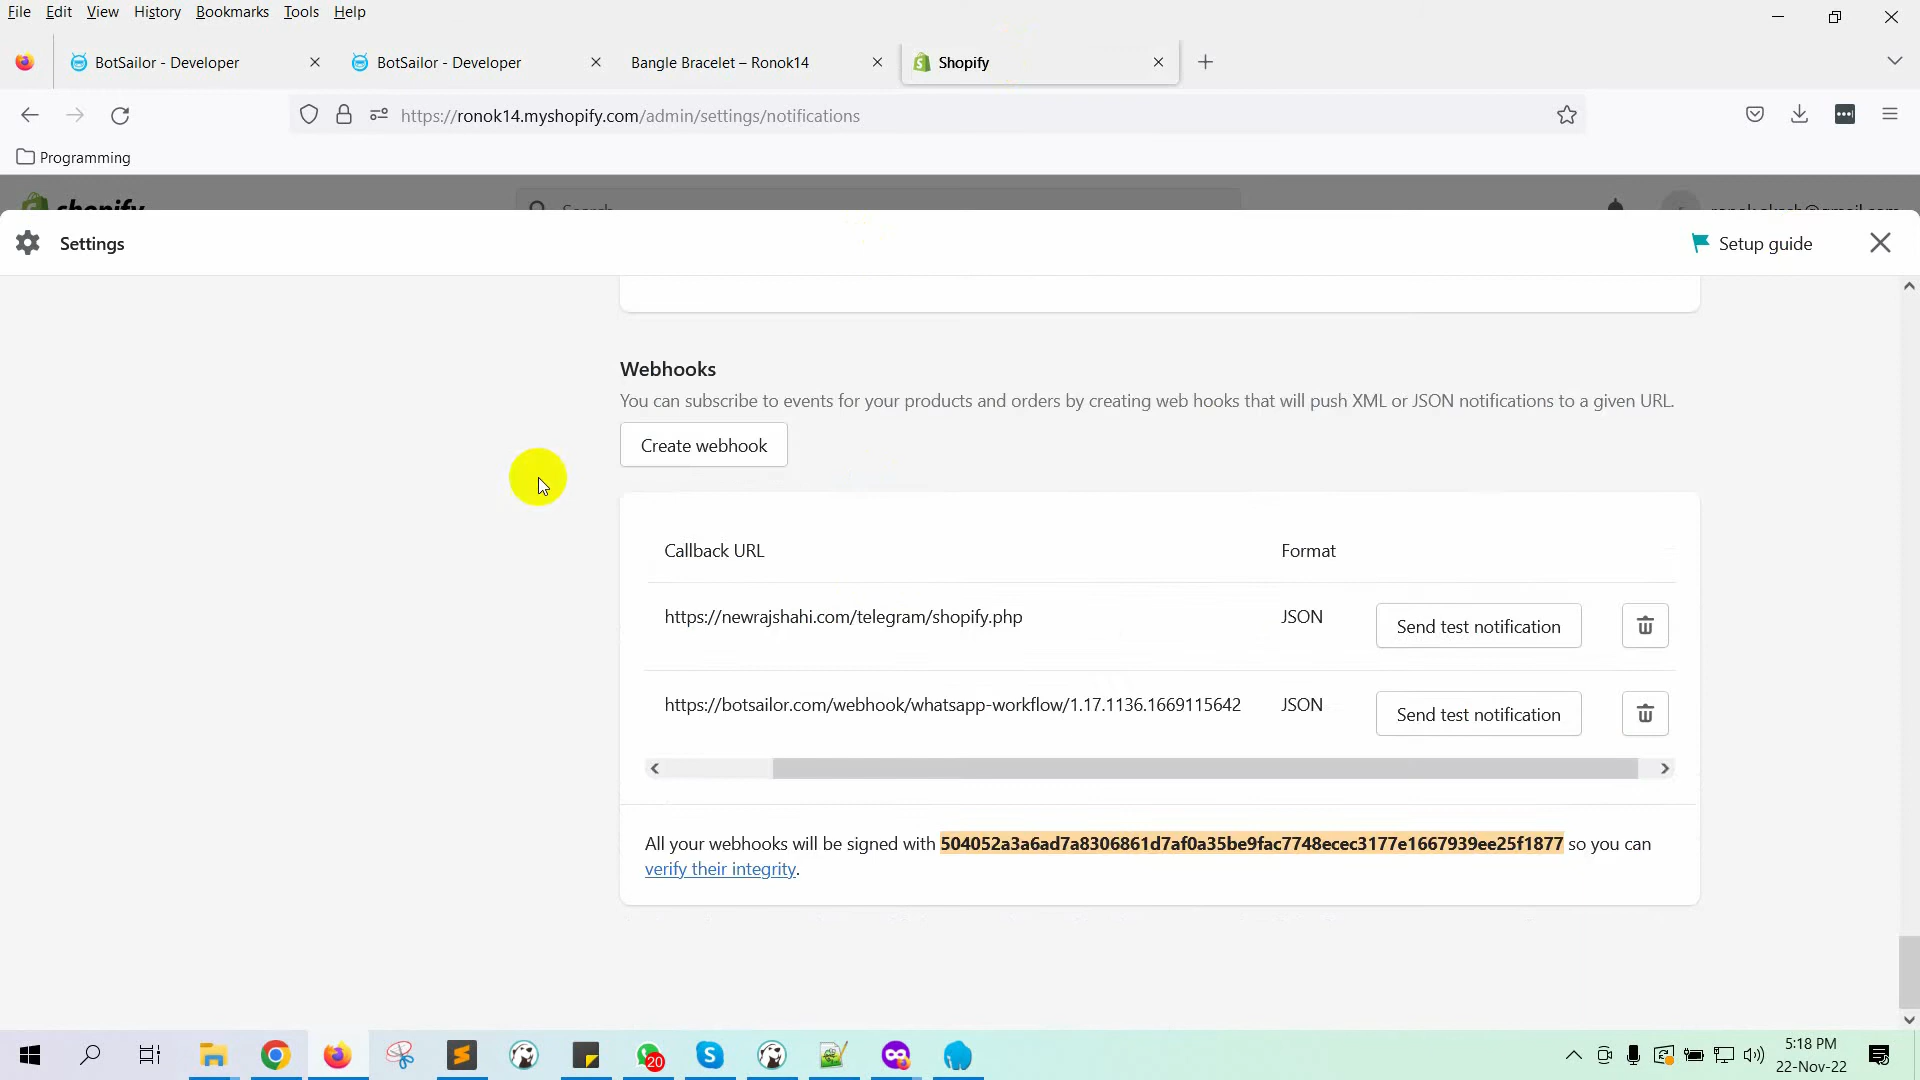 File Edit View History Bookmarks Tools Help
BotSailor - Developer
BotSailor - Developer
Bangle Bracelet – Ronok14
Shopify
https://ronok14.myshopify.com/admin/settings/notifications
Programming
shopify
Search
Settings
Setup guide
Webhooks
You can subscribe to events for your products and orders by creating web hooks that will push XML or JSON notifications to a given URL.
Create webhook
Callback URL Format
https://newrajshahi.com/telegram/shopify.php JSON Send test notification
https://botsailor.com/webhook/whatsapp-workflow/1.17.1136.1669115642 JSON Send test notification
All your webhooks will be signed with 504052a3a6ad7a8306861d7af0a35be9fac7748ecec3177e1667939ee25f1877 so you can
verify their integrity.
20
5:18 PM
22-Nov-22